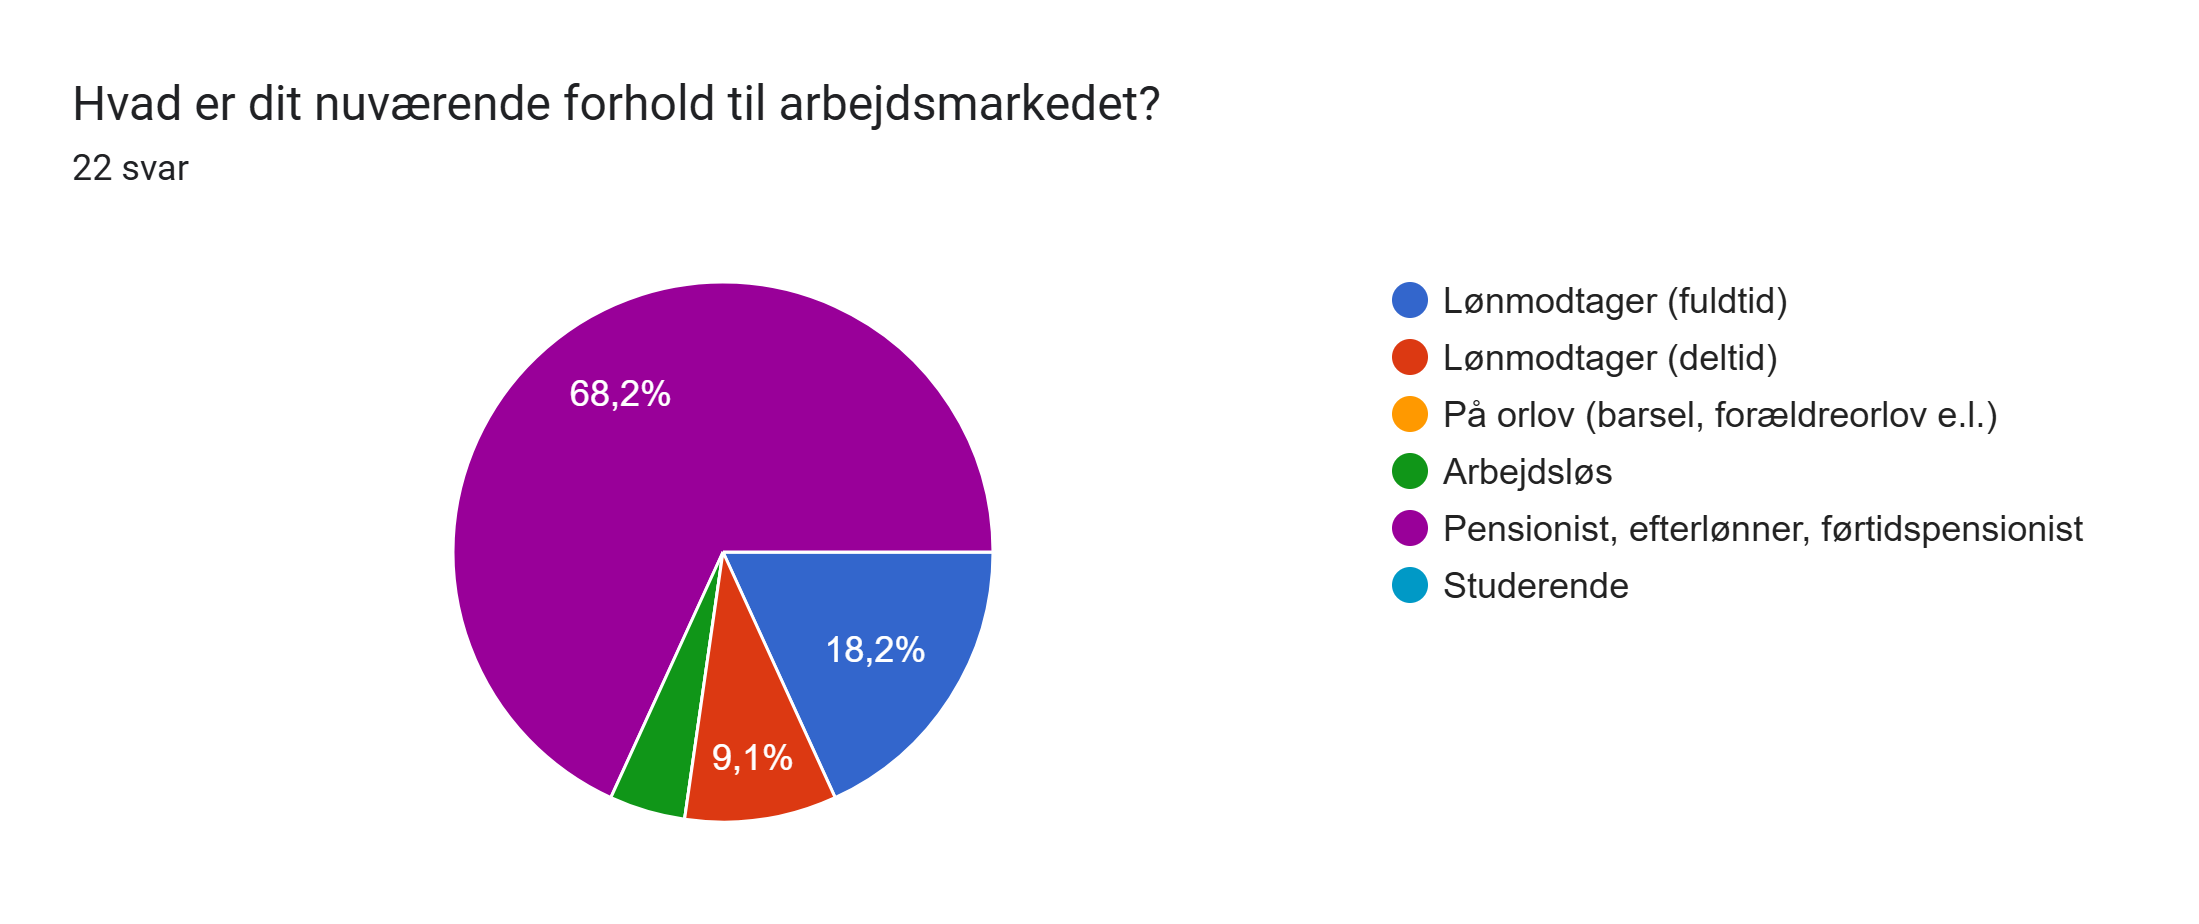 Hvad er dit nuværende forhold til arbejdsmarkedet?
22 svar
68,2%
18,2%
9,1%
Lønmodtager (fuldtid)
Lønmodtager (deltid)
På orlov (barsel, forældreorlov e.l.)
Arbejdsløs
Pensionist, efterlønner, førtidspensionist
Studerende